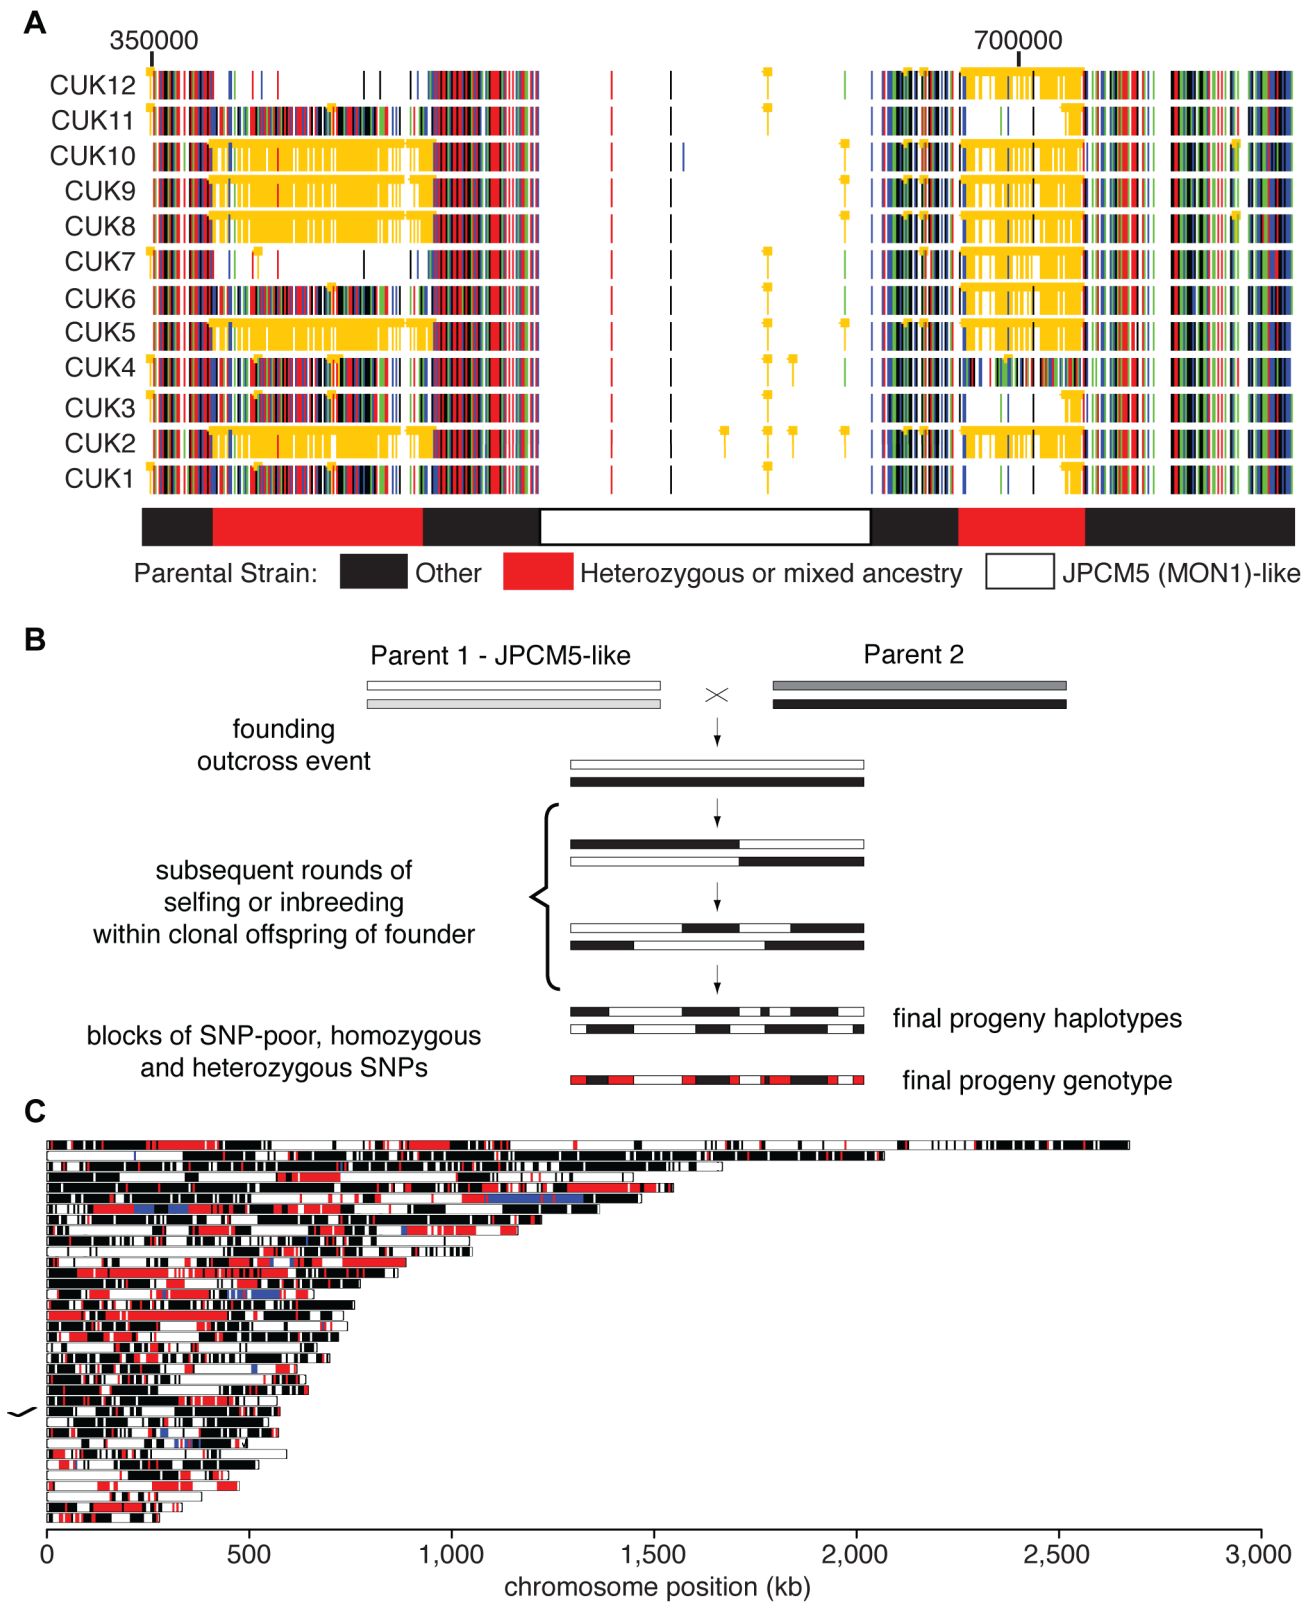 A
350000 700000
CUK12
CUK11
CUK10
CUK9
CUK8
CUK7
CUK6
CUK5
CUK4
CUK3
CUK2
CUK1
Parental Strain: Other Heterozygous or mixed ancestry JPCM5 (MON1)-like
B
Parent 1 - JPCM5-like Parent 2
founding
outcross event
subsequent rounds of
selfing or inbreeding
within clonal offspring of founder
blocks of SNP-poor, homozygous
and heterozygous SNPs
final progeny haplotypes
final progeny genotype
C
0 500 1,000 1,500 2,000 2,500 3,000
chromosome position (kb)